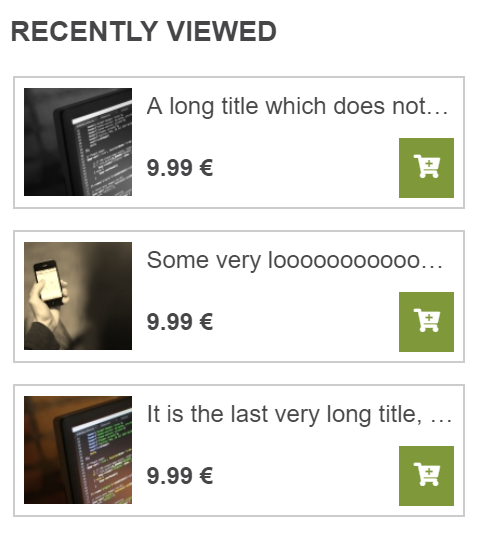 RECENTLY VIEWED
A long title which does not…
9.99 €
Some very looooooooooo…
9.99 €
It is the last very long title, …
9.99 €